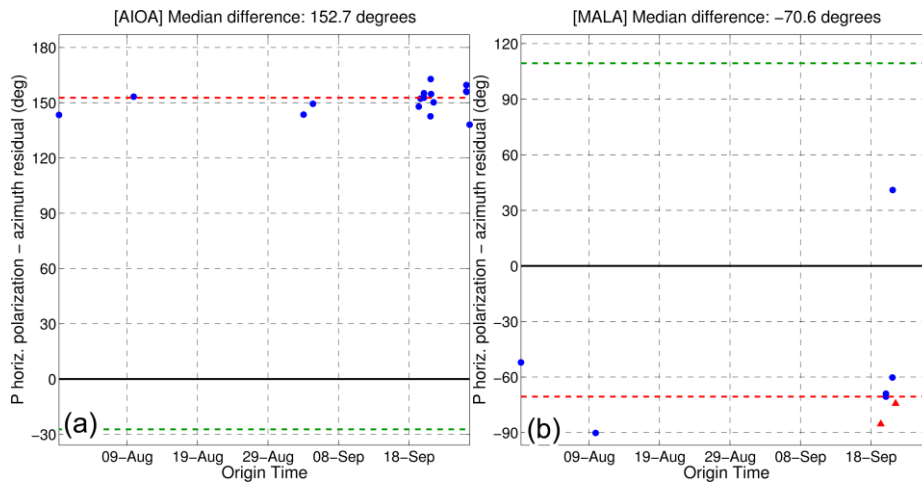 [AIOA] Median difference: 152.7 degrees
P horiz. polarization − azimuth residual (deg)
180
150
120
90
60
30
0
−30
(a)
09−Aug 19−Aug 29−Aug 08−Sep 18−Sep
Origin Time
[MALA] Median difference: −70.6 degrees
P horiz. polarization − azimuth residual (deg)
120
90
60
30
0
−30
−60
−90
(b)
09−Aug 19−Aug 29−Aug 08−Sep 18−Sep
Origin Time